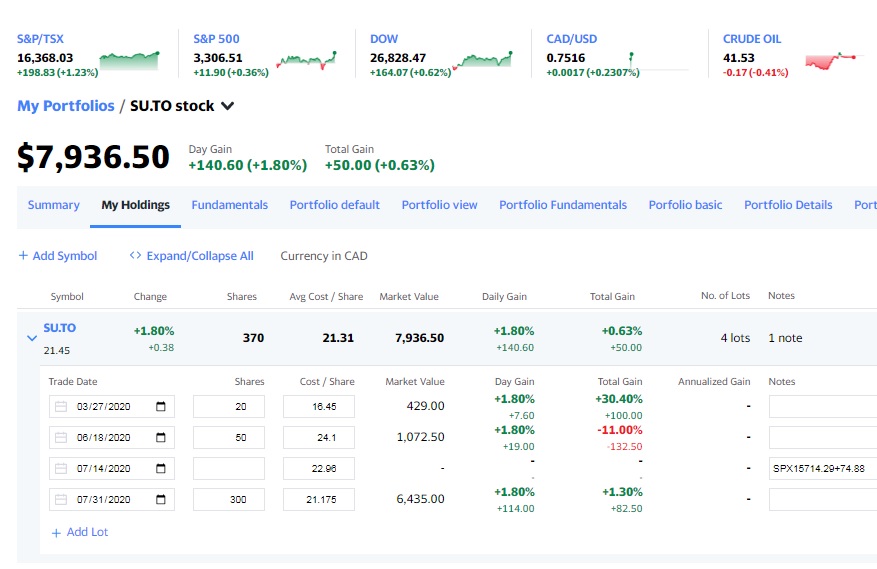 S&P/TSX S&P 500 DOW CAD/USD CRUDE OIL
16,368.03 3,306.51 26,828.47 0.7516 41.53
+198.83 (+1.23%) +11.90 (+0.36%) +164.07 (+0.62%) +0.0017 (+0.2307%) -0.17 (-0.41%)
My Portfolios / SU.TO stock
$7,936.50 Day Gain Total Gain
+140.60 (+1.80%) +50.00 (+0.63%)
Summary My Holdings Fundamentals Portfolio default Portfolio view Portfolio Fundamentals Porfolio basic Portfolio Details Port
+ Add Symbol <> Expand/Collapse All Currency in CAD
Symbol Change Shares Avg Cost / Share Market Value Daily Gain Total Gain No. of Lots Notes
SU.TO +1.80% 370 21.31 7,936.50 +1.80% +0.63% 4 lots 1 note
21.45 +0.38 +140.60 +50.00
Trade Date Shares Cost / Share Market Value Day Gain Total Gain Annualized Gain Notes
03/27/2020 20 16.45 429.00 +1.80% +30.40% -
+7.60 +100.00
06/18/2020 50 24.1 1,072.50 +1.80% -11.00% -
+19.00 -132.50
07/14/2020 22.96 - - - - SPX15714.29+74.88
- -
07/31/2020 300 21.175 6,435.00 +1.80% +1.30% -
+114.00 +82.50
+ Add Lot